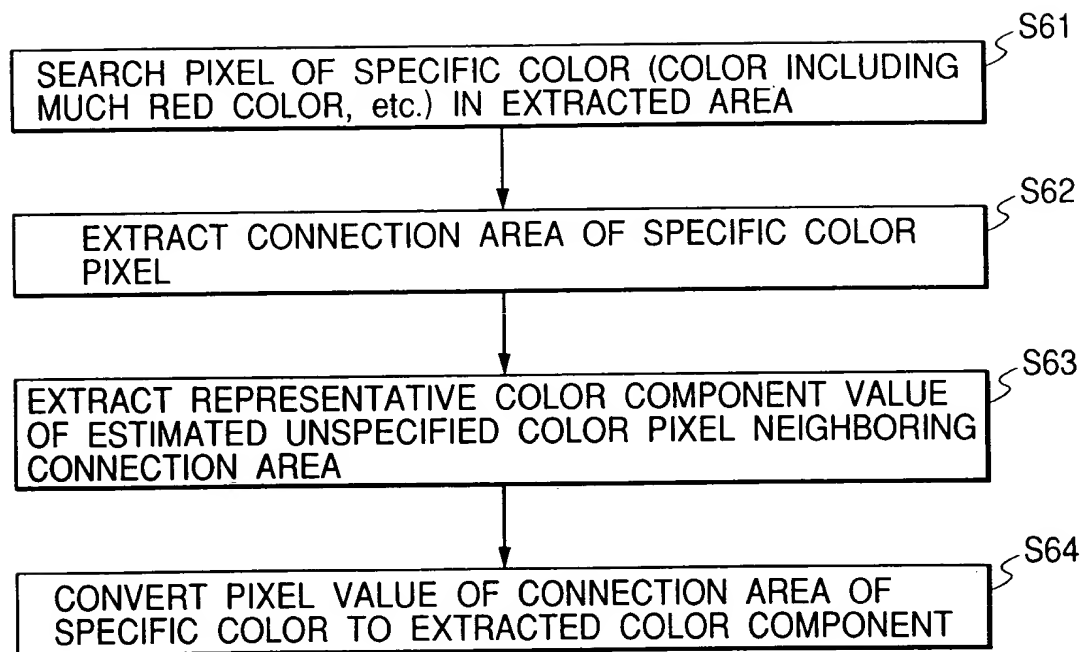 S61
SEARCH PIXEL OF SPECIFIC COLOR (COLOR INCLUDING
MUCH RED COLOR, etc.) IN EXTRACTED AREA
S62
EXTRACT CONNECTION AREA OF SPECIFIC COLOR
PIXEL
S63
EXTRACT REPRESENTATIVE COLOR COMPONENT VALUE
OF ESTIMATED UNSPECIFIED COLOR PIXEL NEIGHBORING
CONNECTION AREA
S64
CONVERT PIXEL VALUE OF CONNECTION AREA OF
SPECIFIC COLOR TO EXTRACTED COLOR COMPONENT